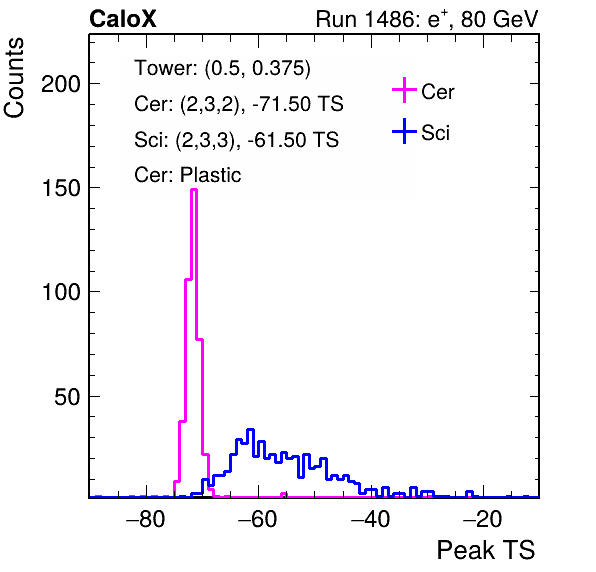 CaloX Run 1486: e⁺, 80 GeV
Counts
Tower: (0.5, 0.375)
Cer: (2,3,2), -71.50 TS
Sci: (2,3,3), -61.50 TS
Cer: Plastic
Cer
Sci
200
150
100
50
−80 −60 −40 −20
Peak TS